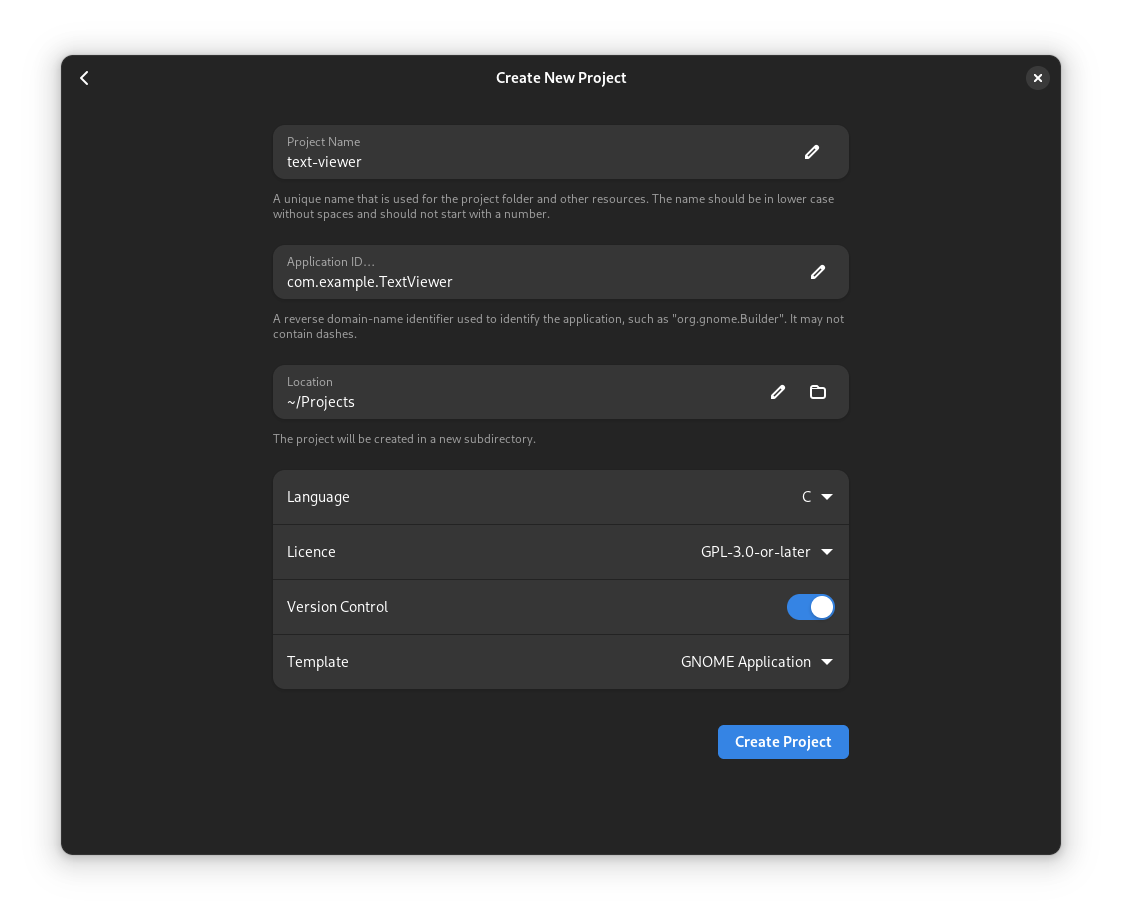 Create New Project
Project Name
text-viewer
A unique name that is used for the project folder and other resources. The name should be in lower case
without spaces and should not start with a number.
Application ID…
com.example.TextViewer
A reverse domain-name identifier used to identify the application, such as "org.gnome.Builder". It may not
contain dashes.
Location
~/Projects
The project will be created in a new subdirectory.
Language C
Licence GPL-3.0-or-later
Version Control
Template GNOME Application
Create Project